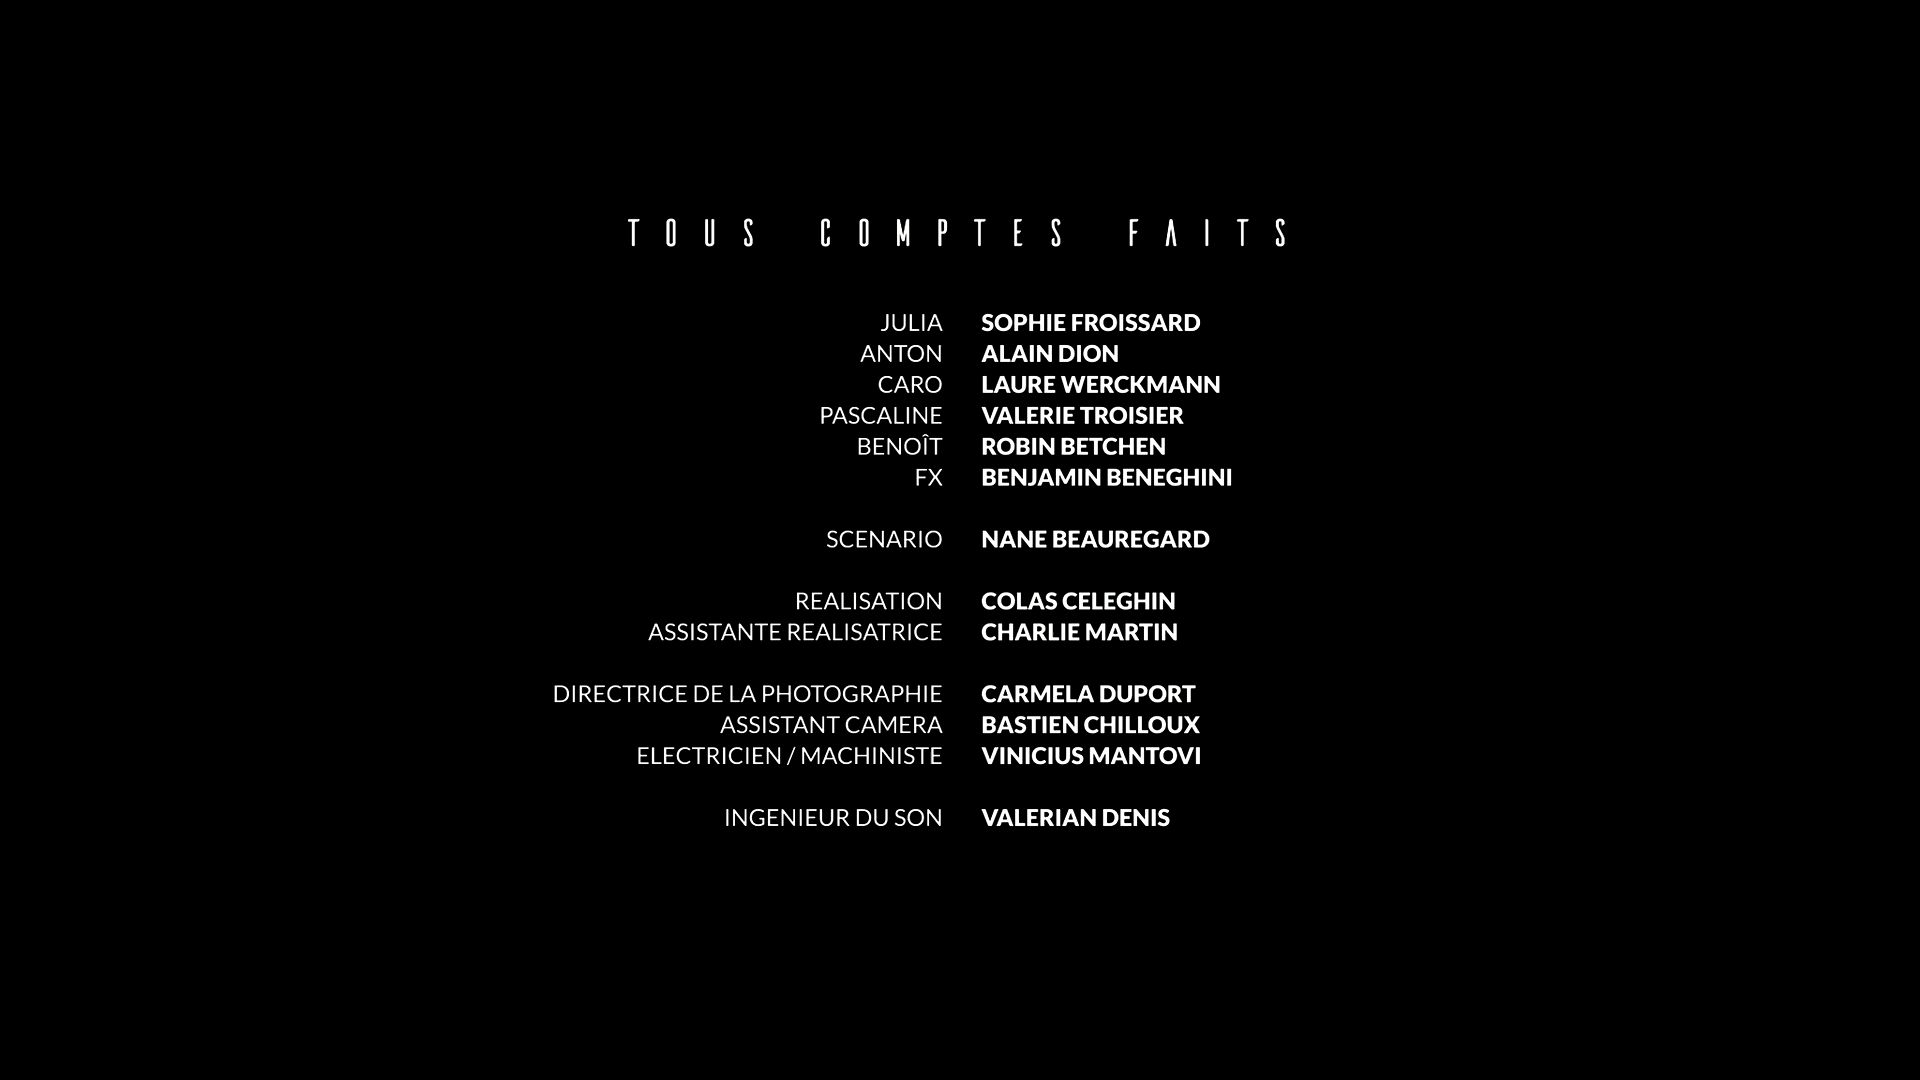 TOUS COMPTES FAITS
JULIA SOPHIE FROISSARD
ANTON ALAIN DION
CARO LAURE WERCKMANN
PASCALINE VALERIE TROISIER
BENOÎT ROBIN BETCHEN
FX BENJAMIN BENEGHINI
SCENARIO NANE BEAUREGARD
REALISATION COLAS CELEGHIN
ASSISTANTE REALISATRICE CHARLIE MARTIN
DIRECTRICE DE LA PHOTOGRAPHIE CARMELA DUPORT
ASSISTANT CAMERA BASTIEN CHILLOUX
ELECTRICIEN / MACHINISTE VINICIUS MANTOVI
INGENIEUR DU SON VALERIAN DENIS